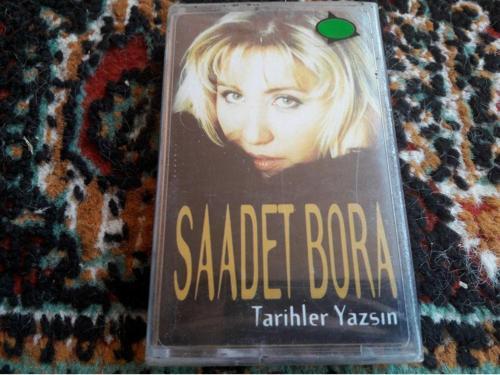 SAADET BORA
Tarihler Yazsın